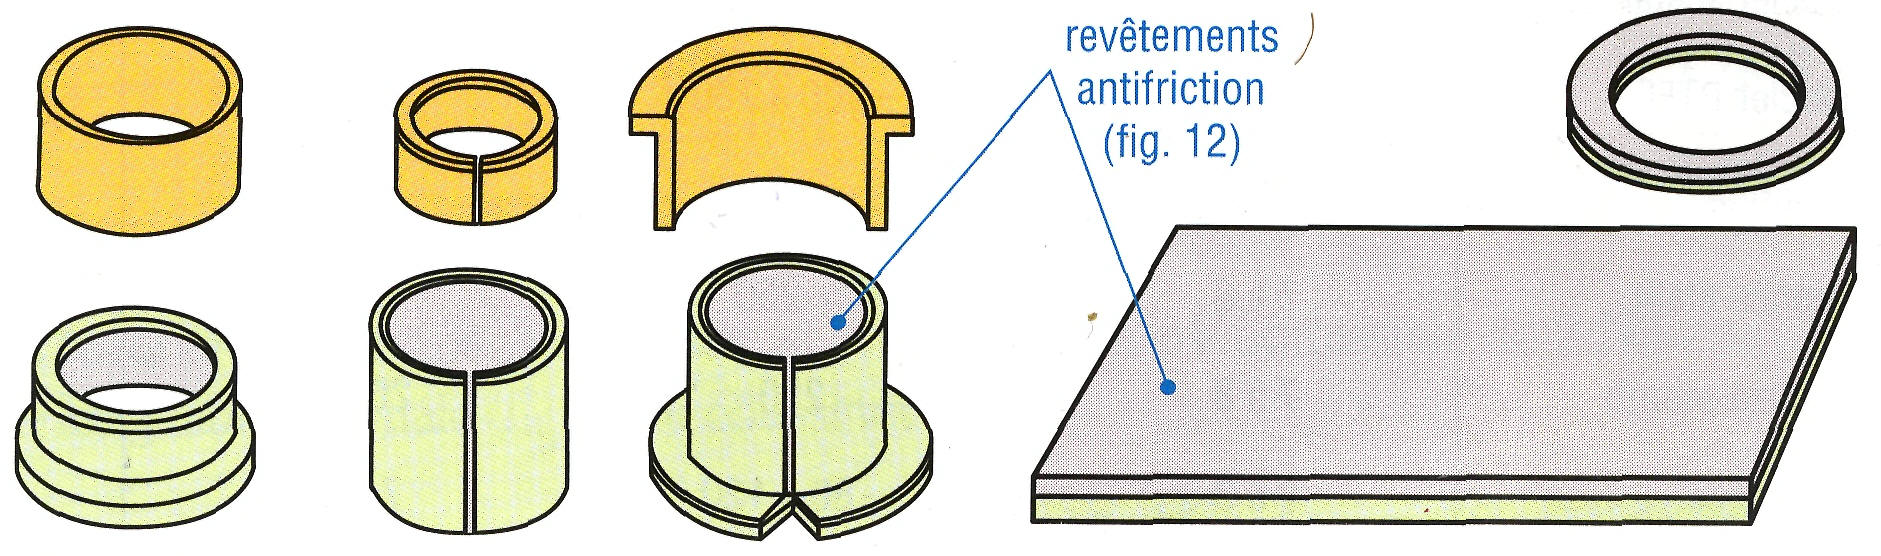 revêtements
antifriction
(fig. 12)